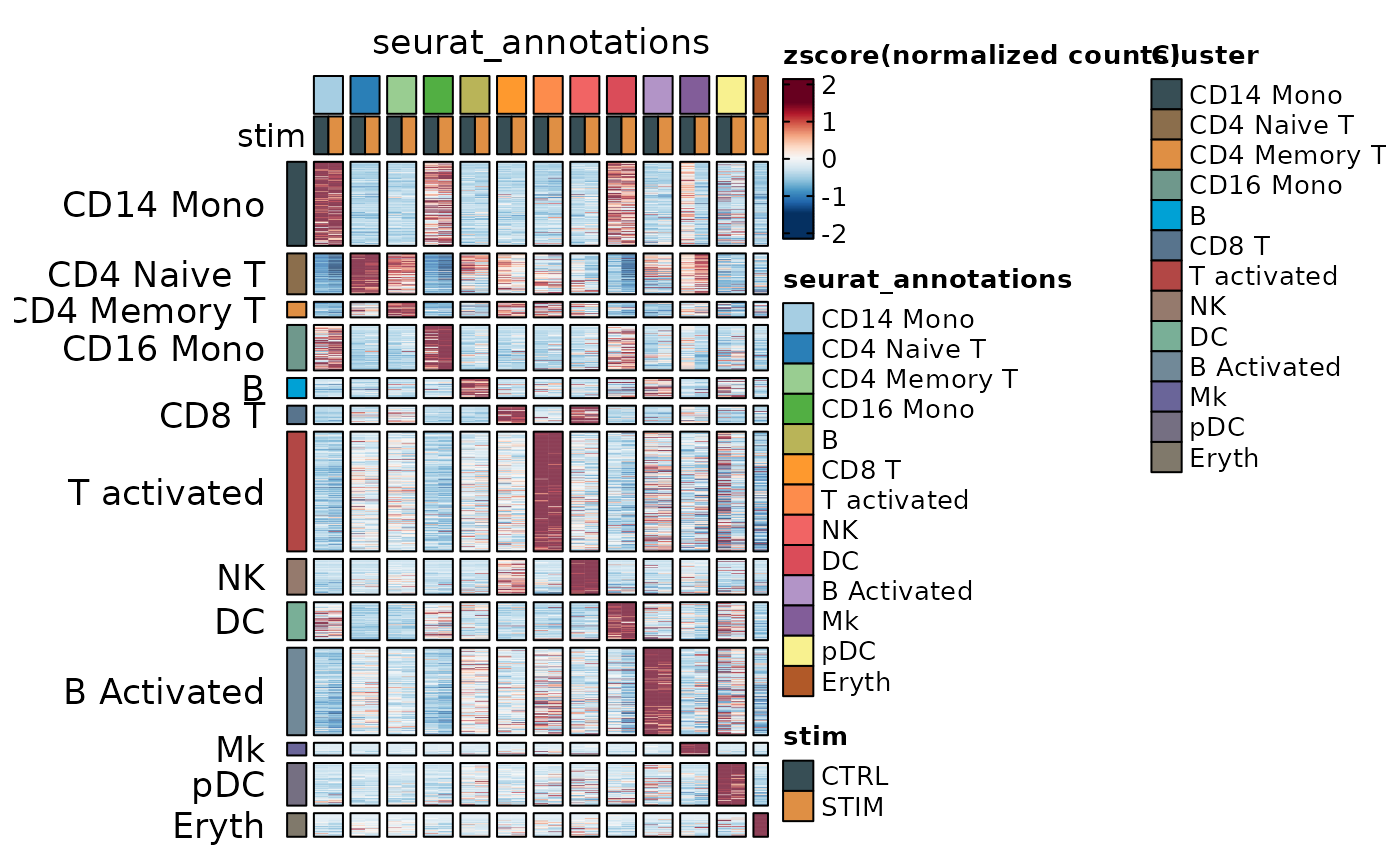 seurat_annotations
stim
CD14 Mono
CD4 Naive T
CD4 Memory T
CD16 Mono
B
CD8 T
T activated
NK
DC
B Activated
Mk
pDC
Eryth
zscore(normalized counts)
2
1
0
-1
-2
seurat_annotations
CD14 Mono
CD4 Naive T
CD4 Memory T
CD16 Mono
B
CD8 T
T activated
NK
DC
B Activated
Mk
pDC
Eryth
stim
CTRL
STIM
Cluster
CD14 Mono
CD4 Naive T
CD4 Memory T
CD16 Mono
B
CD8 T
T activated
NK
DC
B Activated
Mk
pDC
Eryth